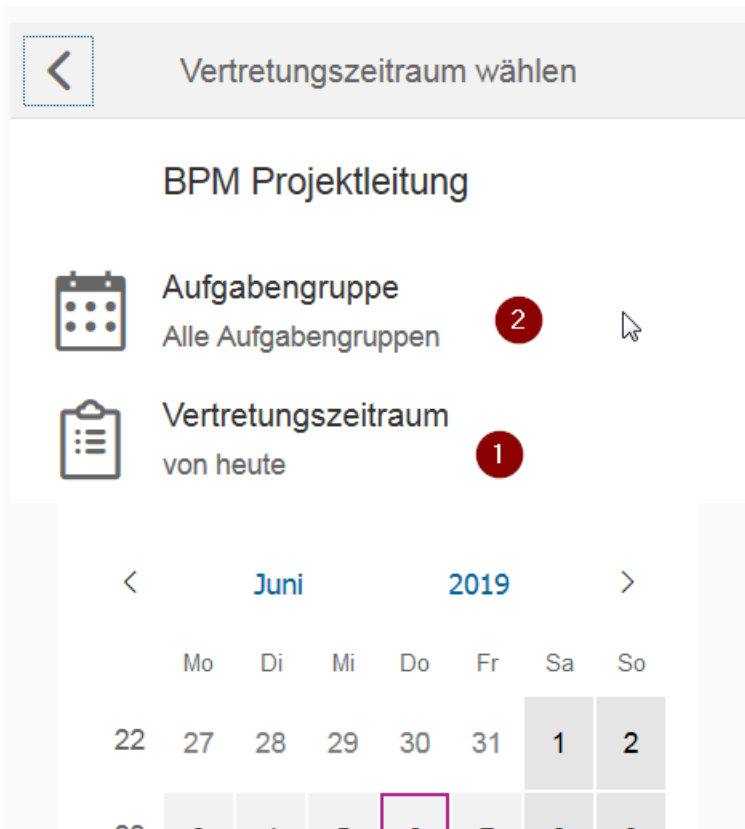 Vertretungszeitraum wählen
BPM Projektleitung
Aufgabengruppe
Alle Aufgabengruppen
2
Vertretungszeitraum
von heute
1
Juni 2019
Mo Di Mi Do Fr Sa So
22 27 28 29 30 31 1 2